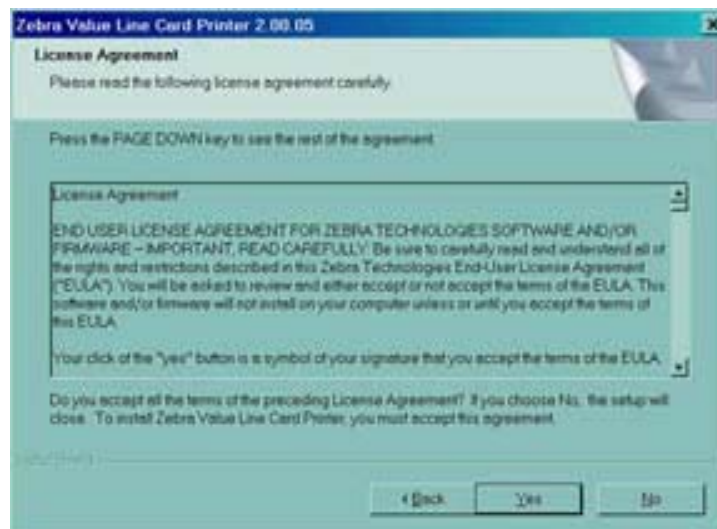 Zebra Value Line Card Printer 2.00.05
License Agreement
Please read the following license agreement carefully.
Press the PAGE DOWN key to see the rest of the agreement.
License Agreement
END USER LICENSE AGREEMENT FOR ZEBRA TECHNOLOGIES SOFTWARE AND/OR
FIRMWARE – IMPORTANT, READ CAREFULLY: Be sure to carefully read and understand all of
the rights and restrictions described in this Zebra Technologies End-User License Agreement
("EULA"). You will be asked to review and either accept or not accept the terms of the EULA. This
software and/or firmware will not install on your computer unless or until you accept the terms of
this EULA.
Your click of the "yes" button is a symbol of your signature that you accept the terms of the EULA.
Do you accept all the terms of the preceding License Agreement? If you choose No, the setup will
close. To install Zebra Value Line Card Printer, you must accept this agreement.
< Back
Yes
No